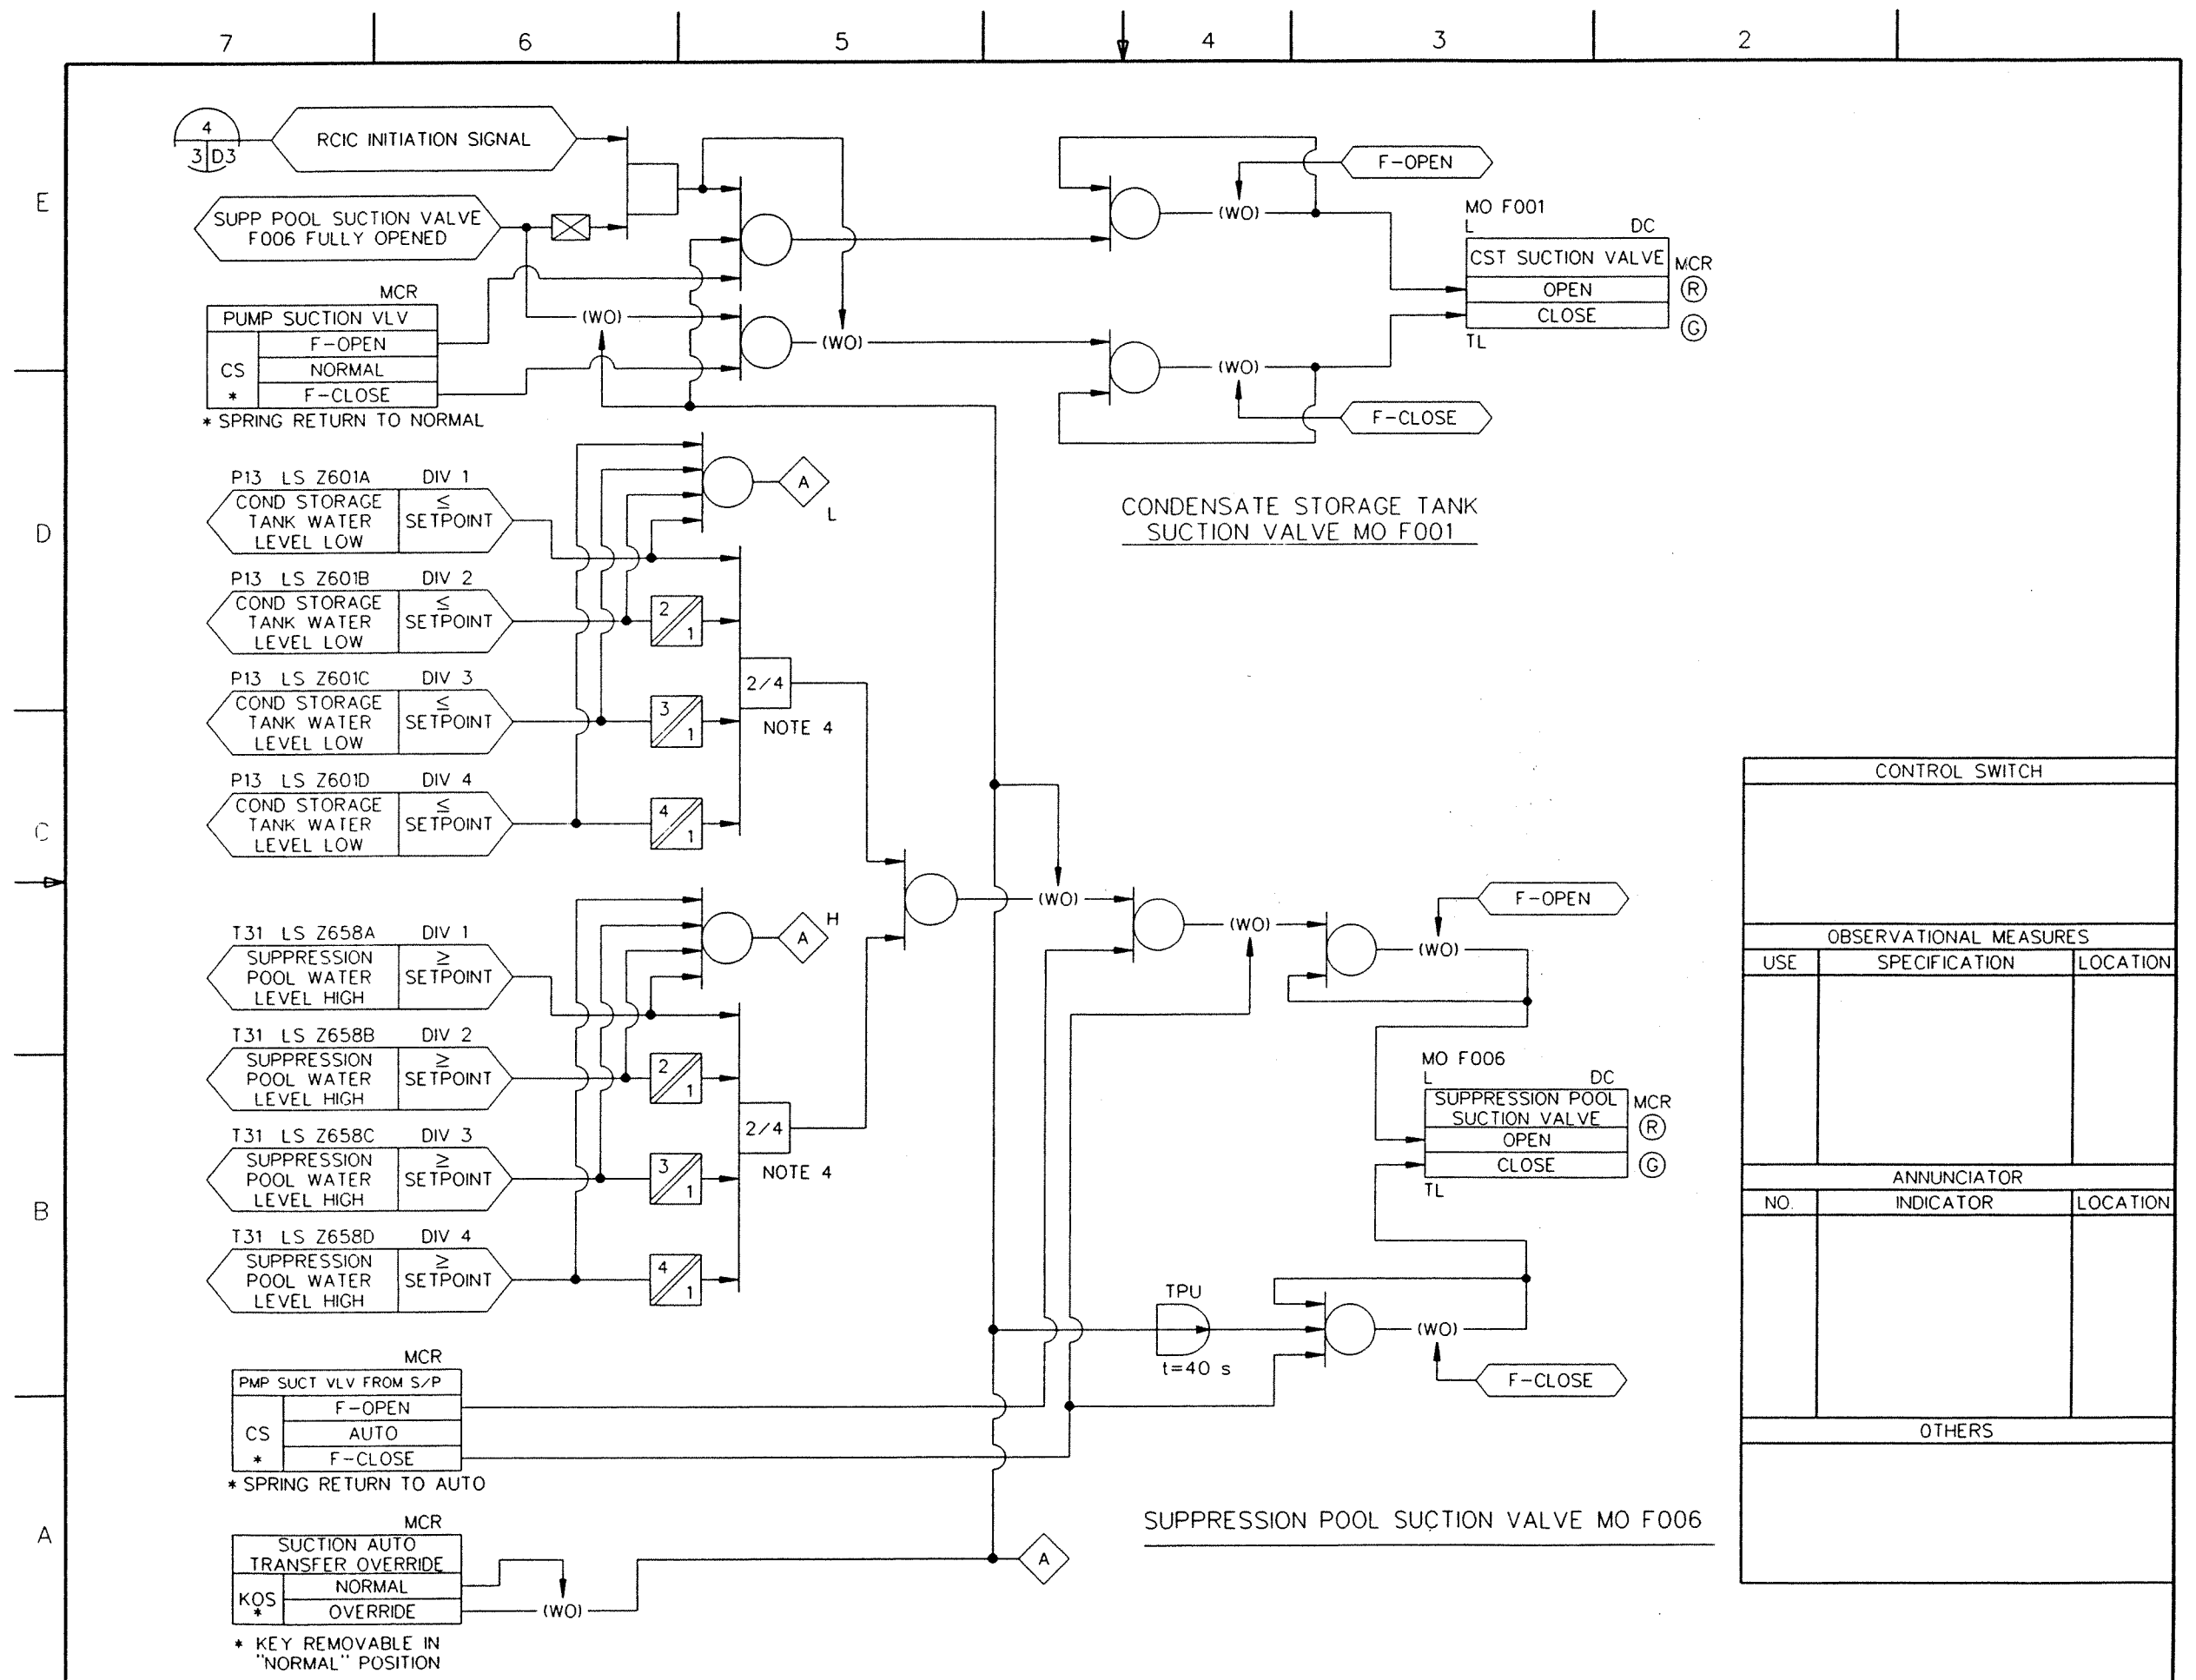 7 6 5 4 3 2
E
D
C
B
A
4
3 D3
RCIC INITIATION SIGNAL
SUPP POOL SUCTION VALVE
F006 FULLY OPENED
MCR
PUMP SUCTION VLV
F-OPEN
CS NORMAL
* F-CLOSE
* SPRING RETURN TO NORMAL
(WO)
(WO)
(WO)
F-OPEN
(WO)
F-CLOSE
MO F001
L DC
CST SUCTION VALVE
OPEN
CLOSE
TL
MCR
R
G
CONDENSATE STORAGE TANK
SUCTION VALVE MO F001
P13 LS Z601A DIV 1
COND STORAGE
TANK WATER
LEVEL LOW
≤
SETPOINT
A
L
P13 LS Z601B DIV 2
COND STORAGE
TANK WATER
LEVEL LOW
≤
SETPOINT
2
1
P13 LS Z601C DIV 3
COND STORAGE
TANK WATER
LEVEL LOW
≤
SETPOINT
3
1
2/4
NOTE 4
P13 LS Z601D DIV 4
COND STORAGE
TANK WATER
LEVEL LOW
≤
SETPOINT
4
1
T31 LS Z658A DIV 1
SUPPRESSION
POOL WATER
LEVEL HIGH
≥
SETPOINT
A
H
T31 LS Z658B DIV 2
SUPPRESSION
POOL WATER
LEVEL HIGH
≥
SETPOINT
2
1
T31 LS Z658C DIV 3
SUPPRESSION
POOL WATER
LEVEL HIGH
≥
SETPOINT
3
1
2/4
NOTE 4
T31 LS Z658D DIV 4
SUPPRESSION
POOL WATER
LEVEL HIGH
≥
SETPOINT
4
1
(WO)
(WO)
(WO)
F-OPEN
MO F006
L DC
SUPPRESSION POOL
SUCTION VALVE
OPEN
CLOSE
TL
MCR
R
G
TPU
t=40 s
(WO)
F-CLOSE
MCR
PMP SUCT VLV FROM S/P
F-OPEN
CS AUTO
* F-CLOSE
* SPRING RETURN TO AUTO
MCR
SUCTION AUTO
TRANSFER OVERRIDE
KOS NORMAL
* OVERRIDE
* KEY REMOVABLE IN
"NORMAL" POSITION
(WO)
A
SUPPRESSION POOL SUCTION VALVE MO F006
CONTROL SWITCH
OBSERVATIONAL MEASURES
USE SPECIFICATION LOCATION
ANNUNCIATOR
NO. INDICATOR LOCATION
OTHERS